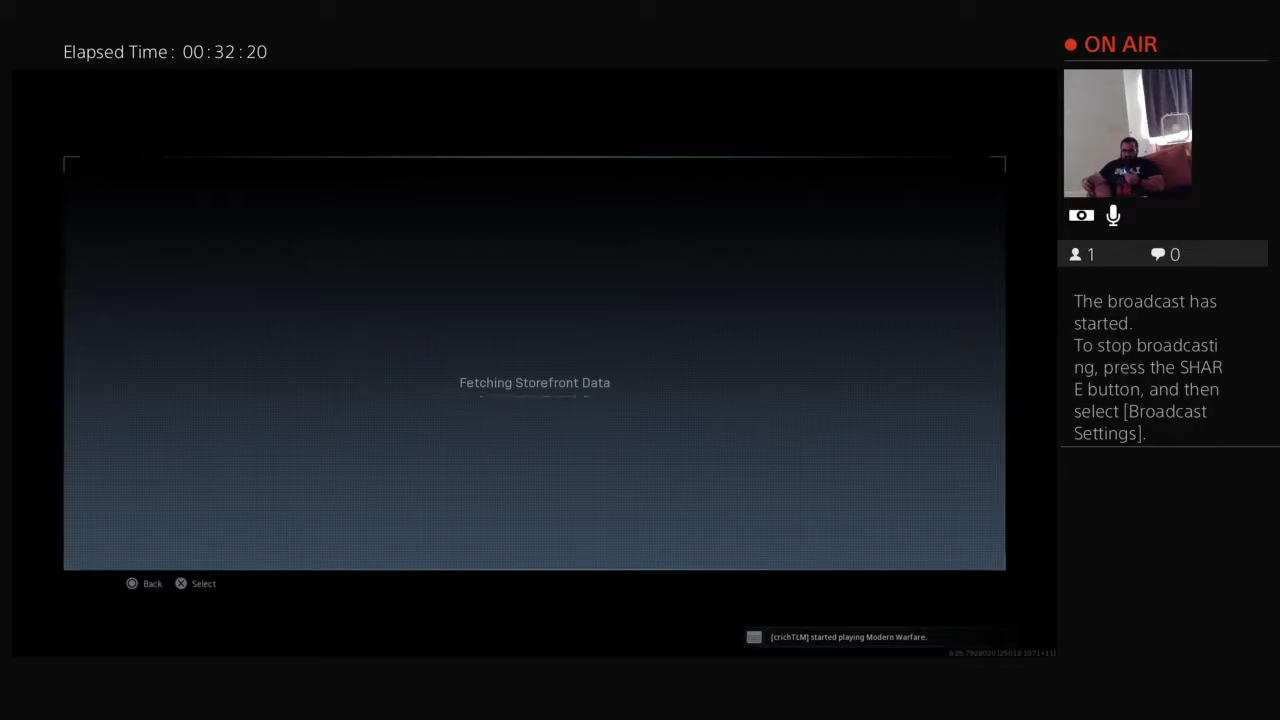 Elapsed Time: 00:32:20
ON AIR
1 0
The broadcast has
started.
To stop broadcasti
ng, press the SHAR
E button, and then
select [Broadcast
Settings].
Fetching Storefront Data
Back Select
[crichTLM] started playing Modern Warfare.